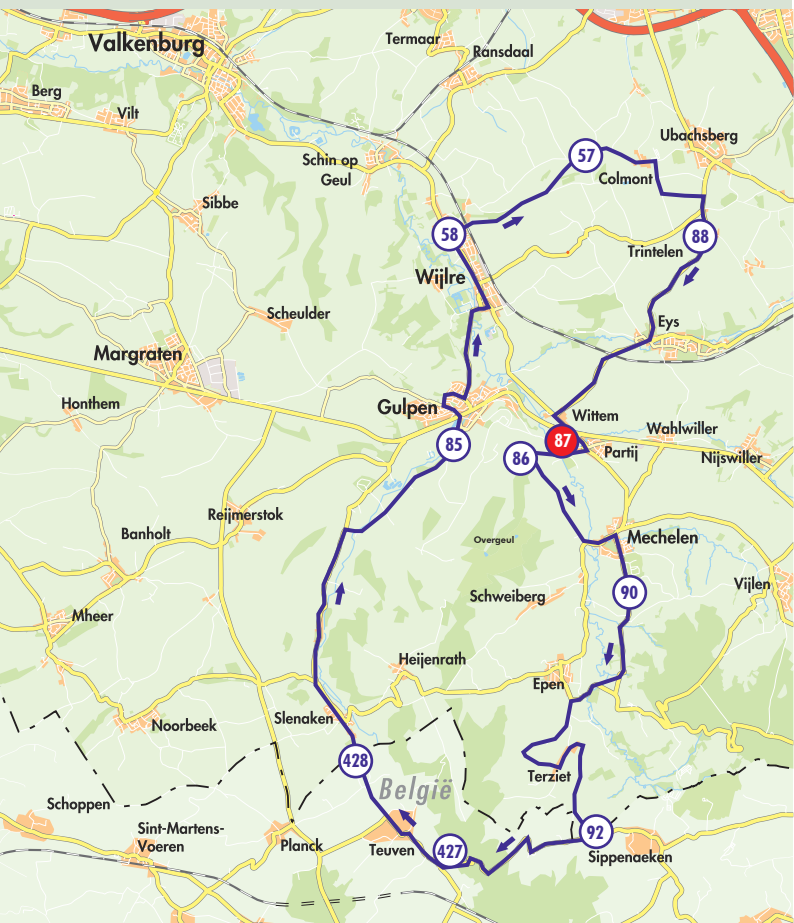 Valkenburg
Termaar
Ransdaal
Berg
Vilt
Ubachsberg
57
Schin op
Geul
Colmont
Sibbe
58
88
Trintelen
Wijlre
Scheulder
Eys
Margraten
Honthem
Gulpen
Wittem
Wahlwiller
85
87
86
Partij
Nijswiller
Reijmerstok
Banholt
Overgeul
Mechelen
Vijlen
90
Schweiberg
Mheer
Heijenrath
Epen
Slenaken
Noorbeek
428
Terziet
België
Schoppen
Sint-Martens-
Voeren
Planck
Teuven
427
92
Sippenaeken